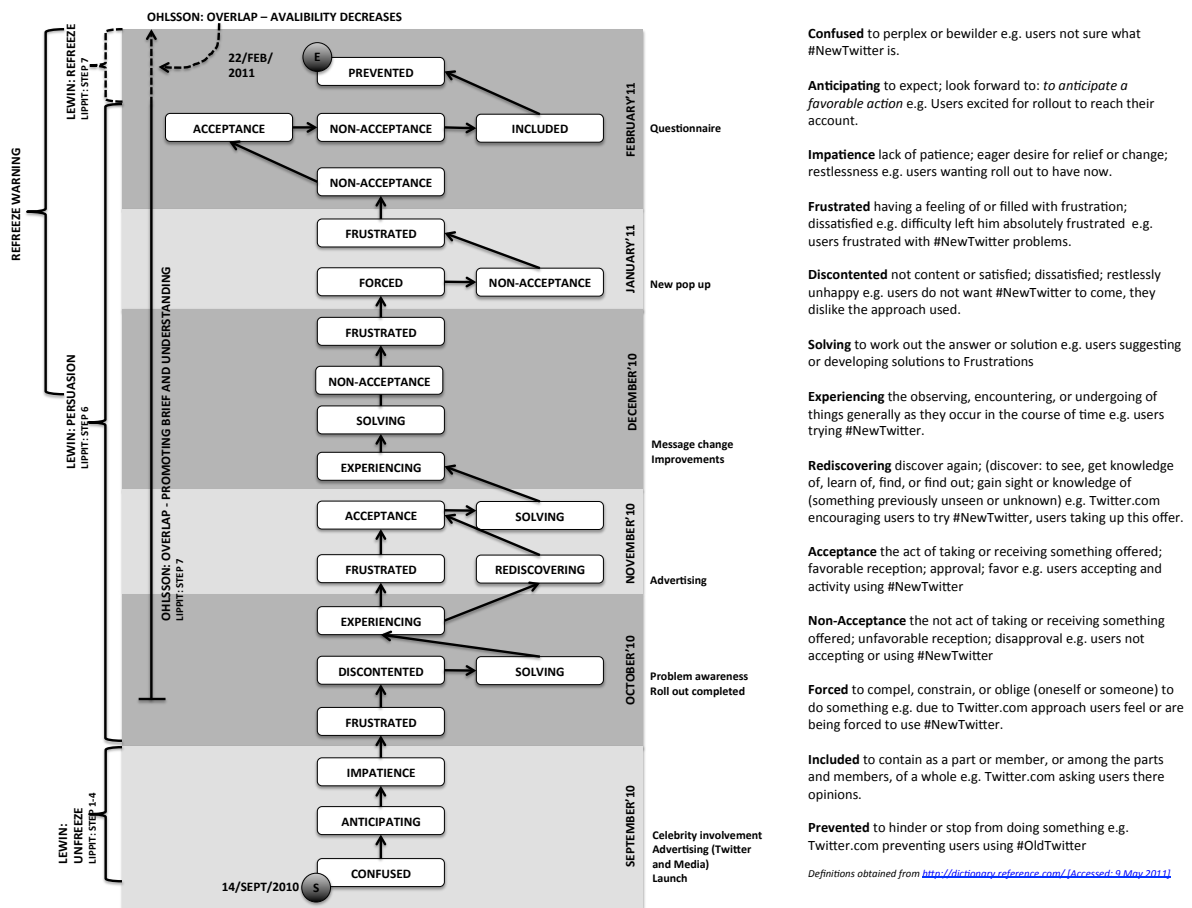 OHLSSON: OVERLAP – AVALIBILITY DECREASES
LEWIN: REFREEZE
LIPPIT: STEP 7
22/FEB/
2011
E
PREVENTED
ACCEPTANCE
NON-ACCEPTANCE
INCLUDED
NON-ACCEPTANCE
FEBRUARY'11
Questionnaire
REFREEZE WARNING
FRUSTRATED
FORCED
NON-ACCEPTANCE
JANUARY'11
New pop up
OHLSSON: OVERLAP - PROMOTING BRIEF AND UNDERSTANDING
LIPPIT: STEP 7
LEWIN: PERSUASION
LIPPIT: STEP 6
FRUSTRATED
NON-ACCEPTANCE
SOLVING
EXPERIENCING
DECEMBER'10
Message change
Improvements
ACCEPTANCE
SOLVING
FRUSTRATED
REDISCOVERING
NOVEMBER'10
Advertising
EXPERIENCING
DISCONTENTED
SOLVING
FRUSTRATED
OCTOBER'10
Problem awareness
Roll out completed
LEWIN:
UNFREEZE
LIPPIT: STEP 1-4
IMPATIENCE
ANTICIPATING
CONFUSED
14/SEPT/2010
S
SEPTEMBER'10
Celebrity involvement
Advertising (Twitter
and Media)
Launch
Confused to perplex or bewilder e.g. users not sure what
#NewTwitter is.
Anticipating to expect; look forward to: to anticipate a
favorable action e.g. Users excited for rollout to reach their
account.
Impatience lack of patience; eager desire for relief or change;
restlessness e.g. users wanting roll out to have now.
Frustrated having a feeling of or filled with frustration;
dissatisfied e.g. difficulty left him absolutely frustrated e.g.
users frustrated with #NewTwitter problems.
Discontented not content or satisfied; dissatisfied; restlessly
unhappy e.g. users do not want #NewTwitter to come, they
dislike the approach used.
Solving to work out the answer or solution e.g. users suggesting
or developing solutions to Frustrations
Experiencing the observing, encountering, or undergoing of
things generally as they occur in the course of time e.g. users
trying #NewTwitter.
Rediscovering discover again; (discover: to see, get knowledge
of, learn of, find, or find out; gain sight or knowledge of
(something previously unseen or unknown) e.g. Twitter.com
encouraging users to try #NewTwitter, users taking up this offer.
Acceptance the act of taking or receiving something offered;
favorable reception; approval; favor e.g. users accepting and
activity using #NewTwitter
Non-Acceptance the not act of taking or receiving something
offered; unfavorable reception; disapproval e.g. users not
accepting or using #NewTwitter
Forced to compel, constrain, or oblige (oneself or someone) to
do something e.g. due to Twitter.com approach users feel or are
being forced to use #NewTwitter.
Included to contain as a part or member, or among the parts
and members, of a whole e.g. Twitter.com asking users there
opinions.
Prevented to hinder or stop from doing something e.g.
Twitter.com preventing users using #OldTwitter
Definitions obtained from http://dictionary.reference.com/ [Accessed: 9 May 2011]